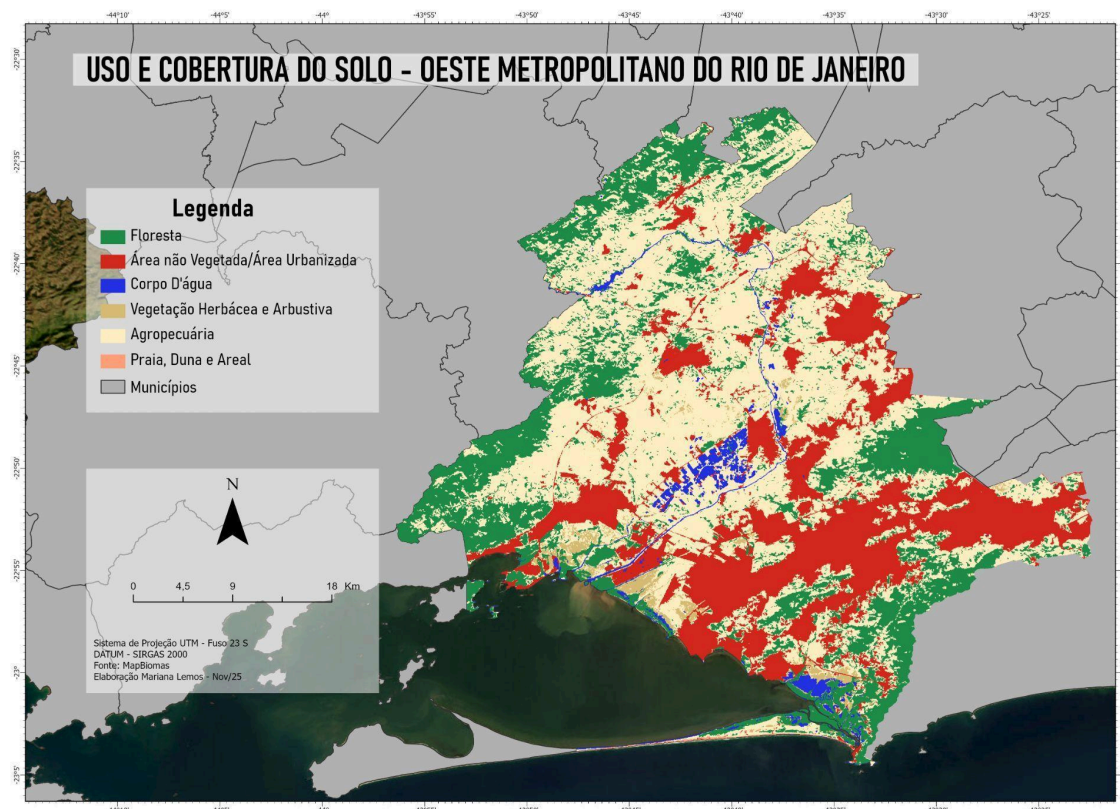 -44°10' -44°5' -44° -43°55' -43°50' -43°45' -43°40' -43°35' -43°30' -43°25'
-22°30'
USO E COBERTURA DO SOLO - OESTE METROPOLITANO DO RIO DE JANEIRO
-22°35'
Legenda
Floresta
Área não Vegetada/Área Urbanizada
-22°40'
Corpo D'água
Vegetação Herbácea e Arbustiva
Agropecuária
Praia, Duna e Areal
-22°45'
Municípios
-22°50'
N
-22°55'
0 4,5 9 18 Km
Sistema de Projeção UTM - Fuso 23 S
DATUM - SIRGAS 2000
Fonte: MapBiomas
-23°
Elaboração Mariana Lemos - Nov/25
-23°5'